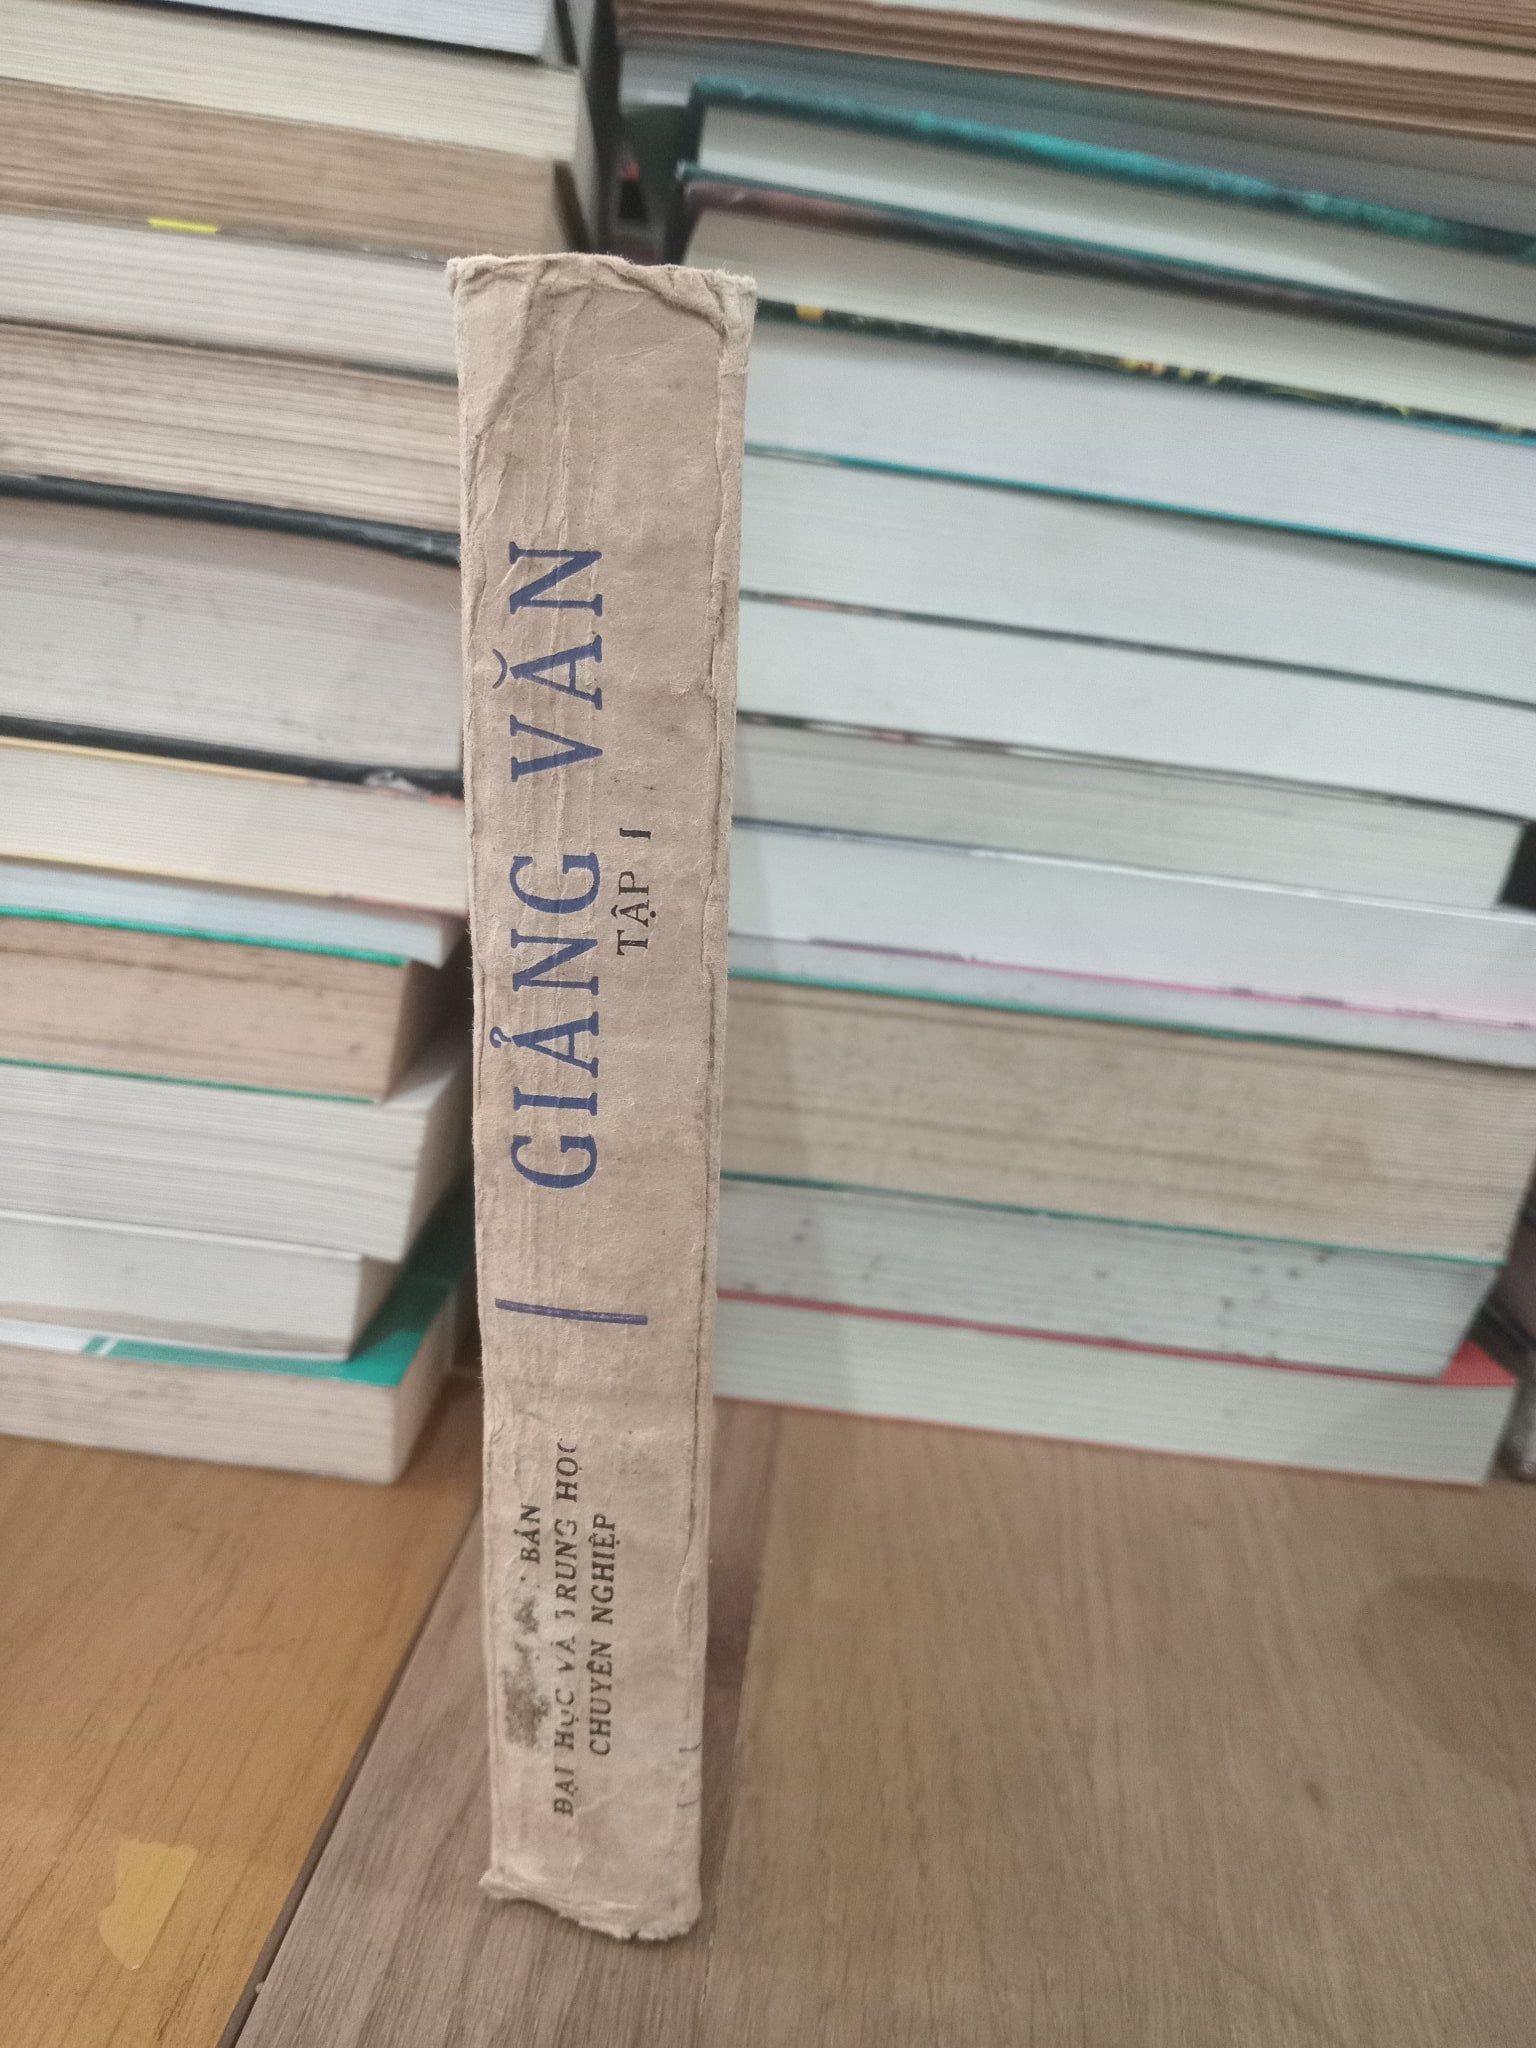 GIẢNG VĂN
TẬP I
BẢN
ĐẠI HỌC VÀ TRUNG HỌC
CHUYÊN NGHIỆP